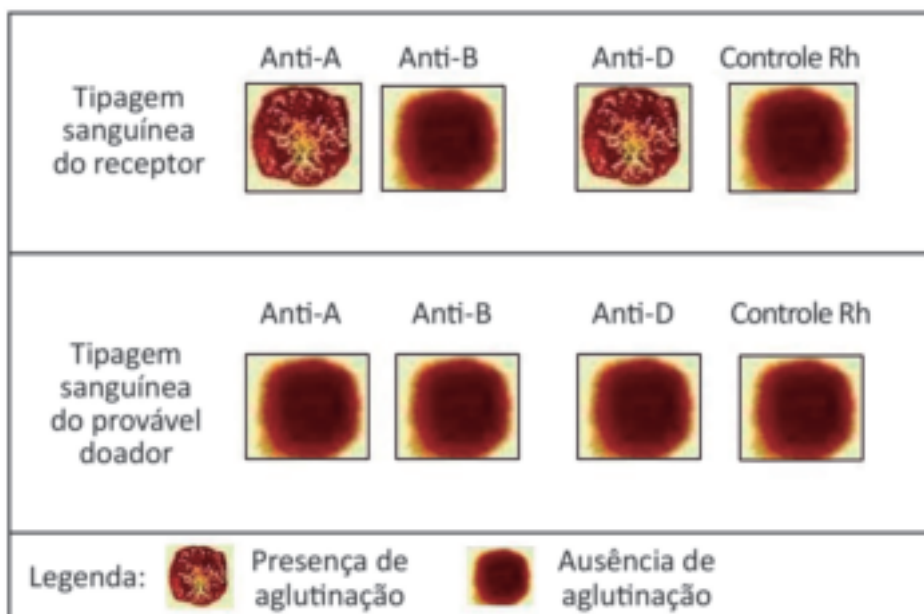 Anti-A Anti-B Anti-D Controle Rh
Tipagem
sanguínea
do receptor
Anti-A Anti-B Anti-D Controle Rh
Tipagem
sanguínea
do provável
doador
Legenda: Presença de Ausência de
aglutinação aglutinação